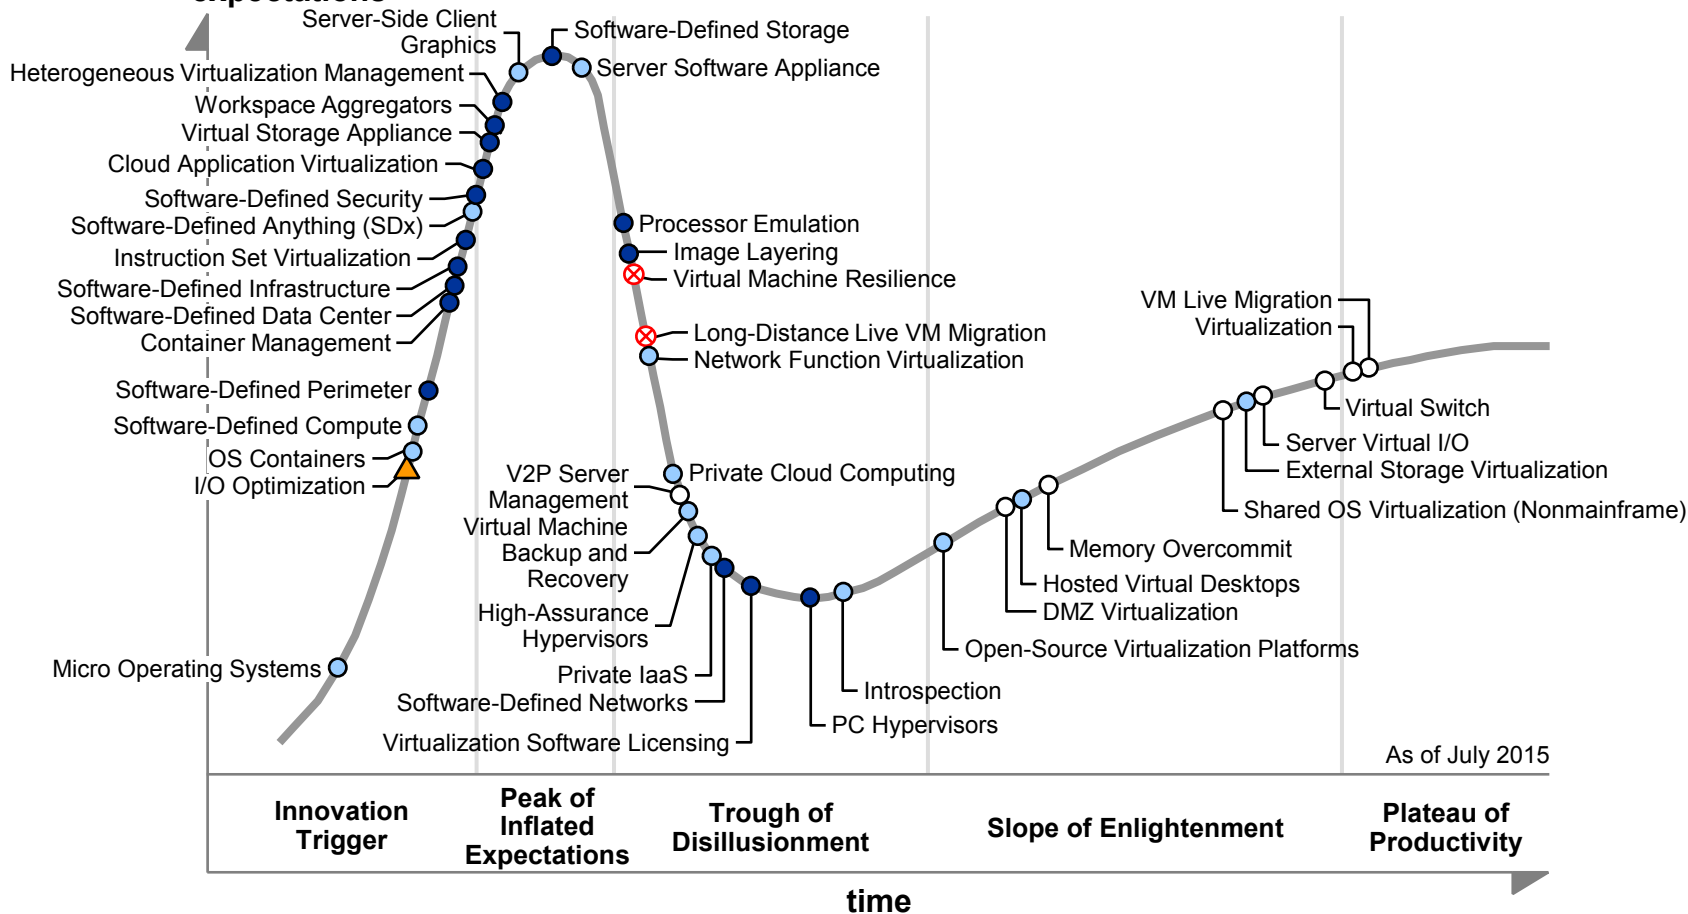 expectations
Server-Side Client
Graphics
Software-Defined Storage
Server Software Appliance
Heterogeneous Virtualization Management
Workspace Aggregators
Virtual Storage Appliance
Cloud Application Virtualization
Software-Defined Security
Software-Defined Anything (SDx)
Instruction Set Virtualization
Software-Defined Infrastructure
Software-Defined Data Center
Container Management
Software-Defined Perimeter
Software-Defined Compute
OS Containers
I/O Optimization
Micro Operating Systems
Processor Emulation
Image Layering
Virtual Machine Resilience
Long-Distance Live VM Migration
Network Function Virtualization
Private Cloud Computing
V2P Server
Management
Virtual Machine
Backup and
Recovery
High-Assurance
Hypervisors
Private IaaS
Software-Defined Networks
Virtualization Software Licensing
PC Hypervisors
Introspection
Open-Source Virtualization Platforms
DMZ Virtualization
Hosted Virtual Desktops
Memory Overcommit
Shared OS Virtualization (Nonmainframe)
External Storage Virtualization
Server Virtual I/O
Virtual Switch
VM Live Migration
Virtualization
As of July 2015
Innovation
Trigger
Peak of
Inflated
Expectations
Trough of
Disillusionment
Slope of Enlightenment
Plateau of
Productivity
time